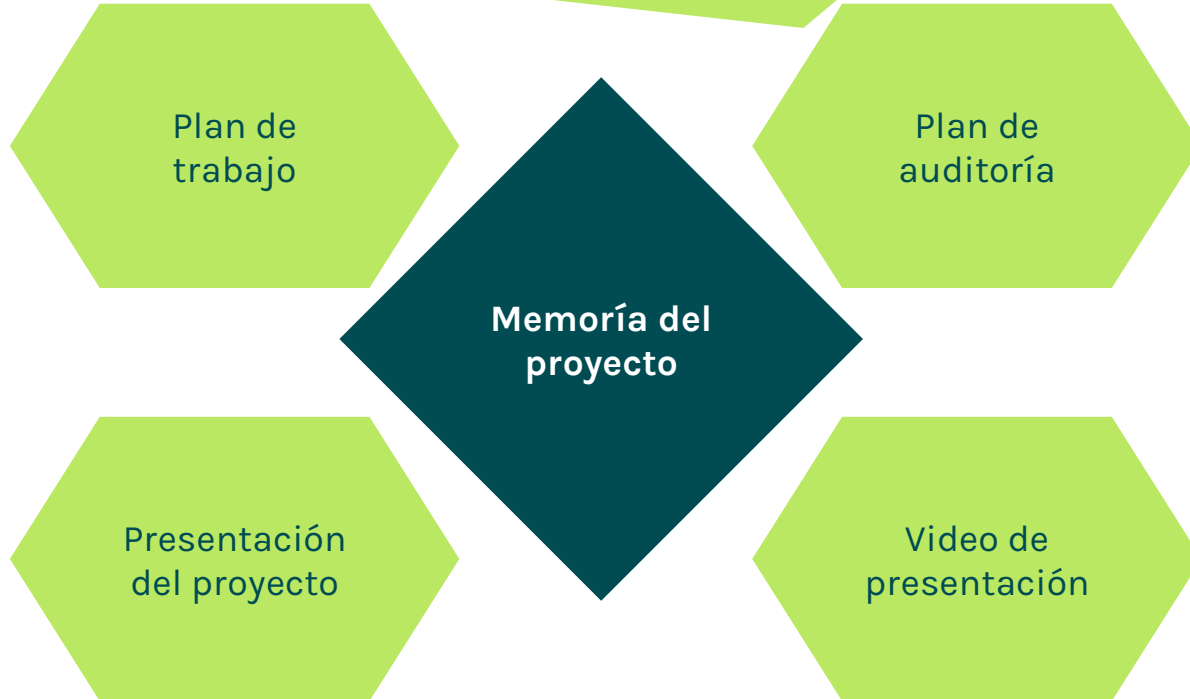 Plan de
trabajo
Plan de
auditoría
Memoría del
proyecto
Presentación
del proyecto
Video de
presentación